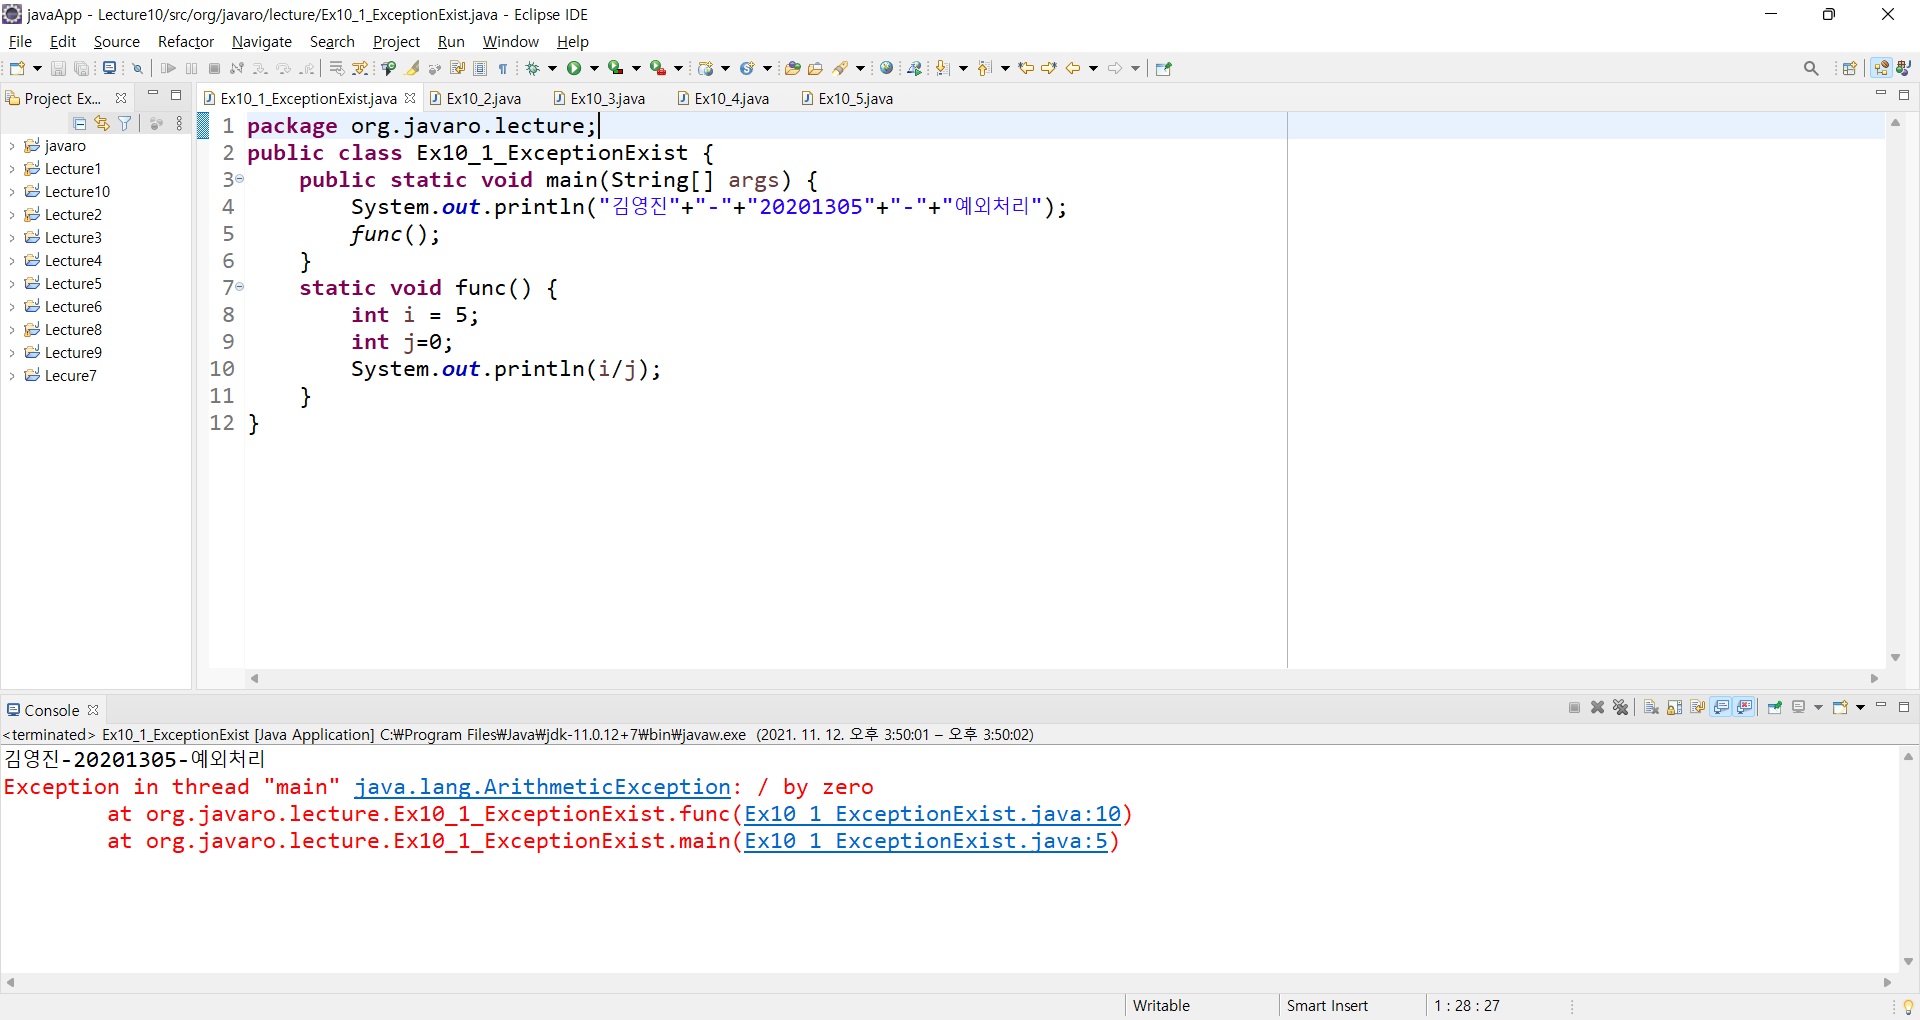 javaApp - Lecture10/src/org/javaro/lecture/Ex10_1_ExceptionExist.java - Eclipse IDE
File Edit Source Refactor Navigate Search Project Run Window Help
Project Ex...
Ex10_1_ExceptionExist.java Ex10_2.java Ex10_3.java Ex10_4.java Ex10_5.java
javaro
Lecture1
Lecture10
Lecture2
Lecture3
Lecture4
Lecture5
Lecture6
Lecture8
Lecture9
Lecure7
1 package org.javaro.lecture;
2 public class Ex10_1_ExceptionExist {
3 public static void main(String[] args) {
4 System.out.println("김영진"+"-"+"20201305"+"-"+"예외처리");
5 func();
6 }
7 static void func() {
8 int i = 5;
9 int j=0;
10 System.out.println(i/j);
11 }
12 }
Console
<terminated> Ex10_1_ExceptionExist [Java Application] C:₩Program Files₩Java₩jdk-11.0.12+7₩bin₩javaw.exe (2021. 11. 12. 오후 3:50:01 – 오후 3:50:02)
김영진-20201305-예외처리
Exception in thread "main" java.lang.ArithmeticException: / by zero
at org.javaro.lecture.Ex10_1_ExceptionExist.func(Ex10_1_ExceptionExist.java:10)
at org.javaro.lecture.Ex10_1_ExceptionExist.main(Ex10_1_ExceptionExist.java:5)
Writable Smart Insert 1 : 28 : 27